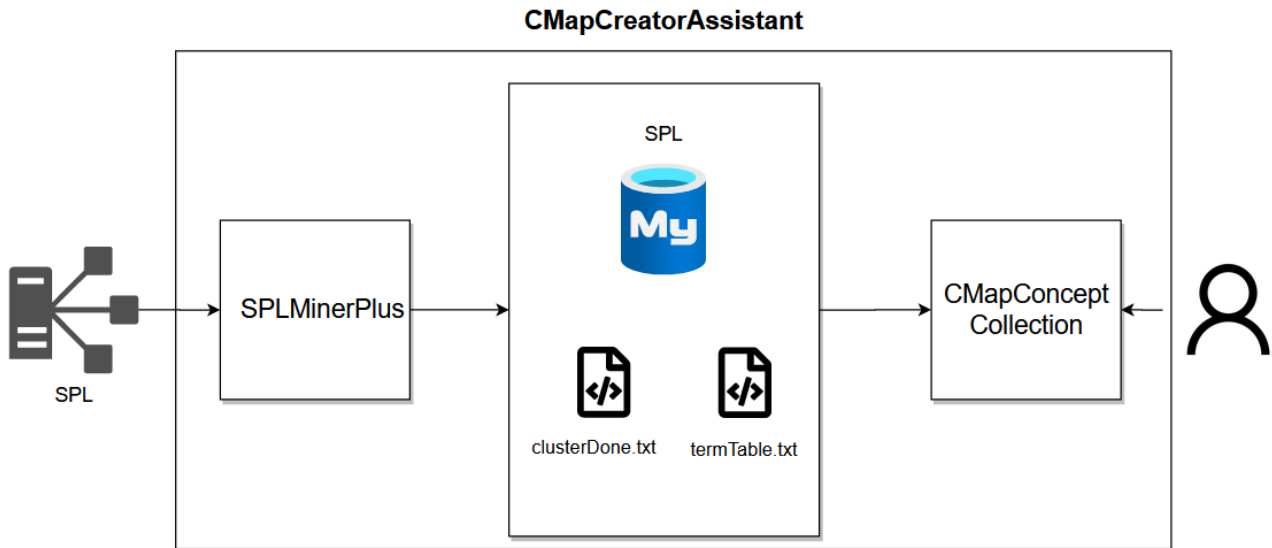 CMapCreatorAssistant
SPL
My
SPLMinerPlus
CMapConcept
Collection
SPL
clusterDone.txt
termTable.txt